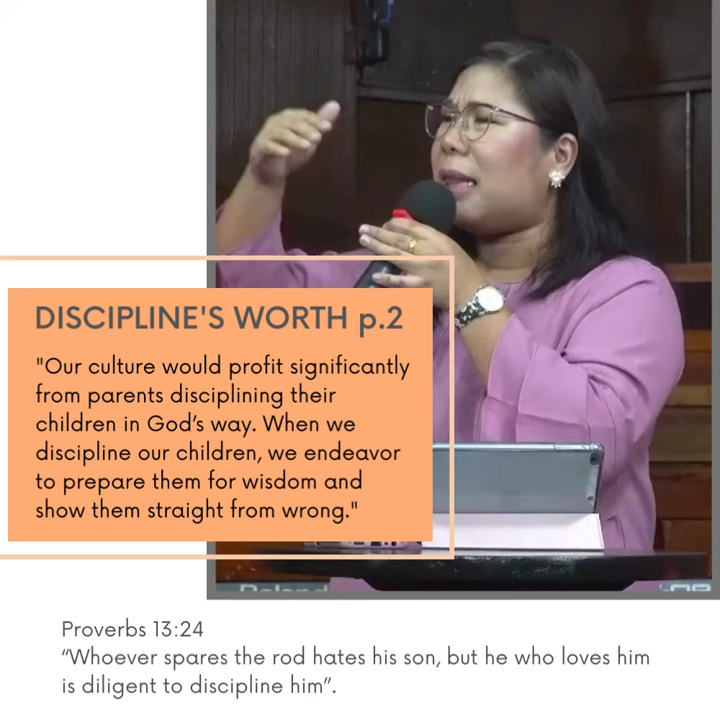 DISCIPLINE'S WORTH p.2
"Our culture would profit significantly
from parents disciplining their
children in God’s way. When we
discipline our children, we endeavor
to prepare them for wisdom and
show them straight from wrong."
Proverbs 13:24
“Whoever spares the rod hates his son, but he who loves him
is diligent to discipline him”.